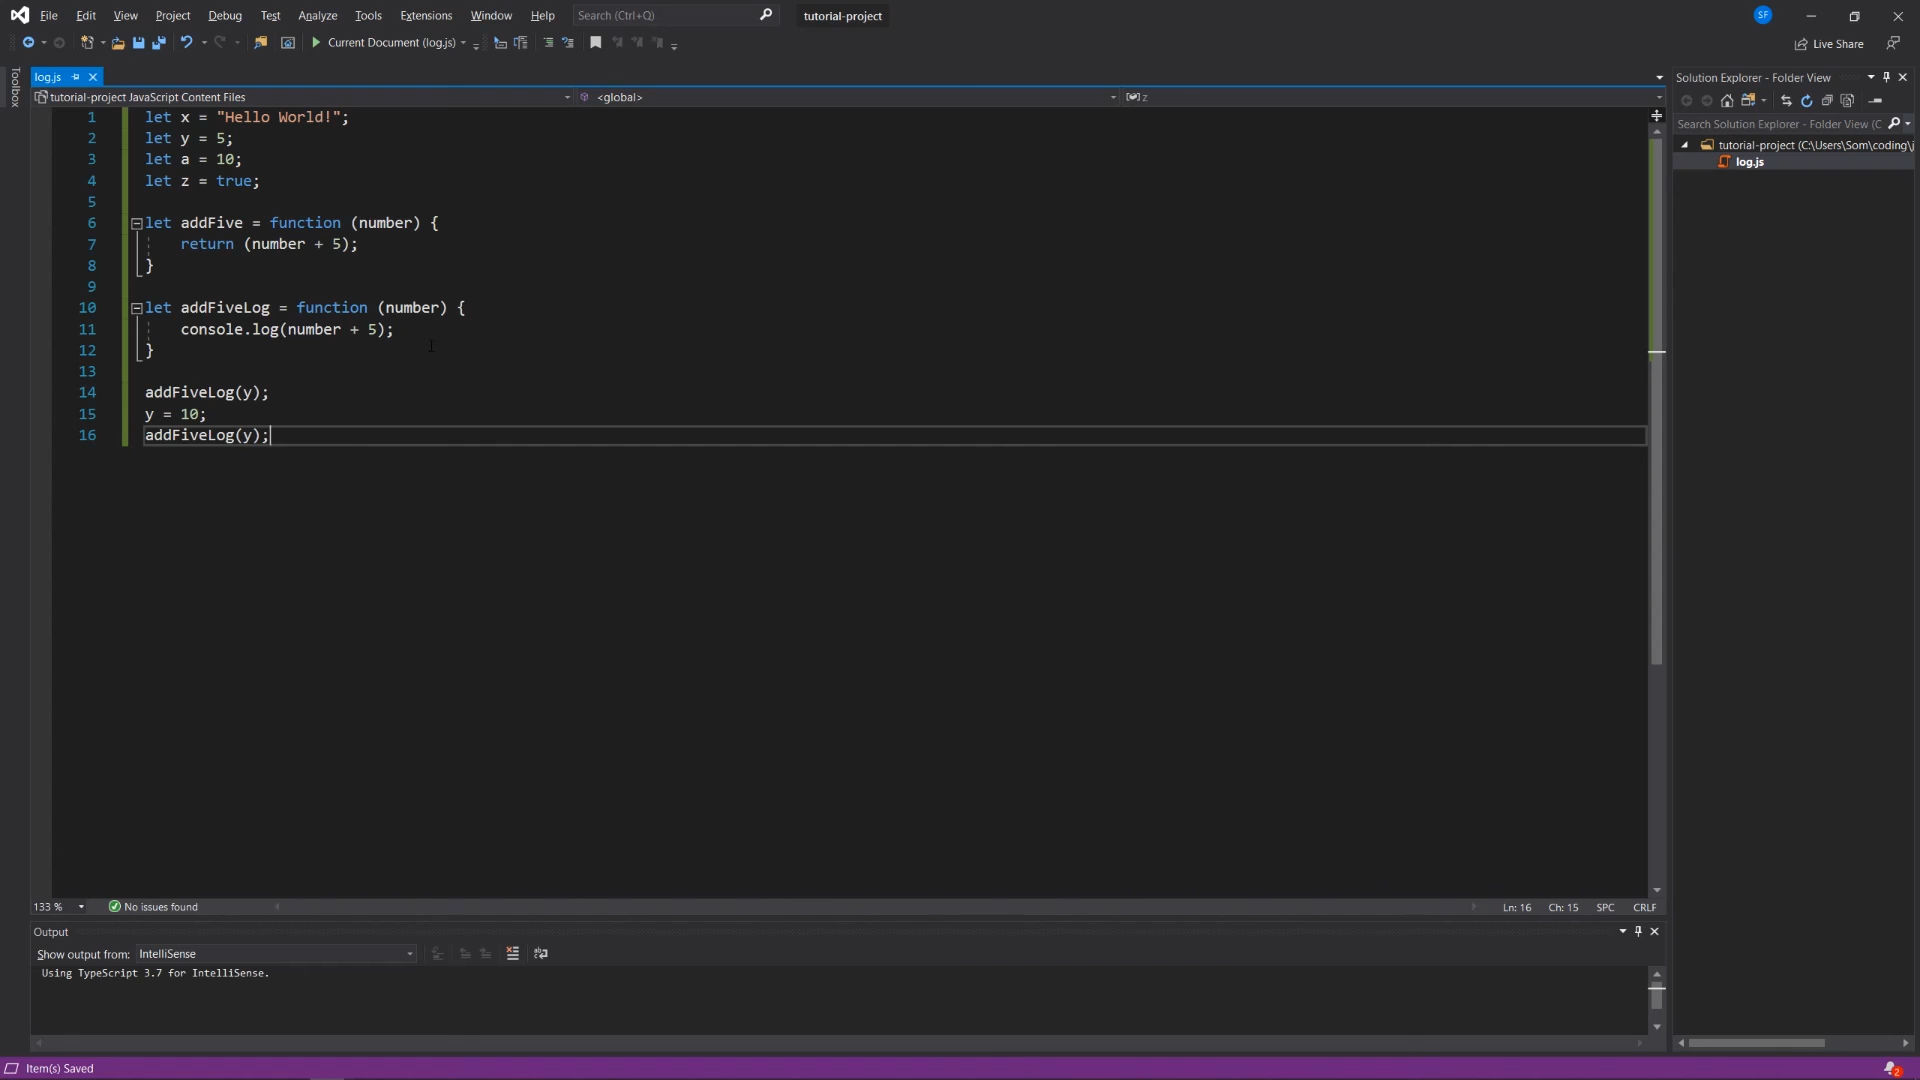 File Edit View Project Debug Test Analyze Tools Extensions Window Help Search (Ctrl+Q) tutorial-project SF
Current Document (log.js) Live Share
Toolbox
log.js
tutorial-project JavaScript Content Files <global> z
1 let x = "Hello World!";
2 let y = 5;
3 let a = 10;
4 let z = true;
5
6 let addFive = function (number) {
7 return (number + 5);
8 }
9
10 let addFiveLog = function (number) {
11 console.log(number + 5);
12 }
13
14 addFiveLog(y);
15 y = 10;
16 addFiveLog(y);
133 % No issues found Ln: 16 Ch: 15 SPC CRLF
Output
Show output from: IntelliSense
Using TypeScript 3.7 for IntelliSense.
Solution Explorer - Folder View
Search Solution Explorer - Folder View (C
tutorial-project (C:\Users\Som\coding\j
log.js
Item(s) Saved 2